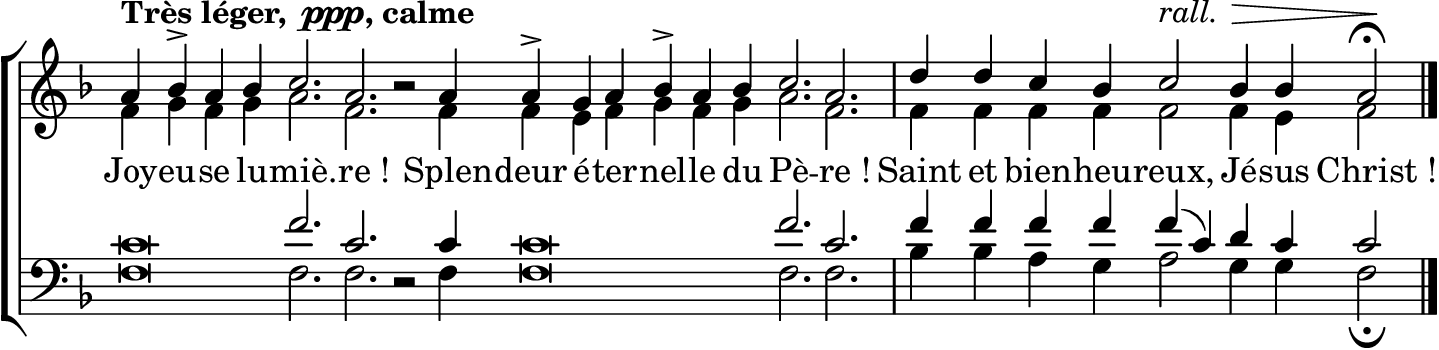 Très léger, ppp, calme
rall.
Joyeuse lumiè.re ! Splendeur éternelle du Pè-re ! Saint et bienheureux, Jésus Christ !